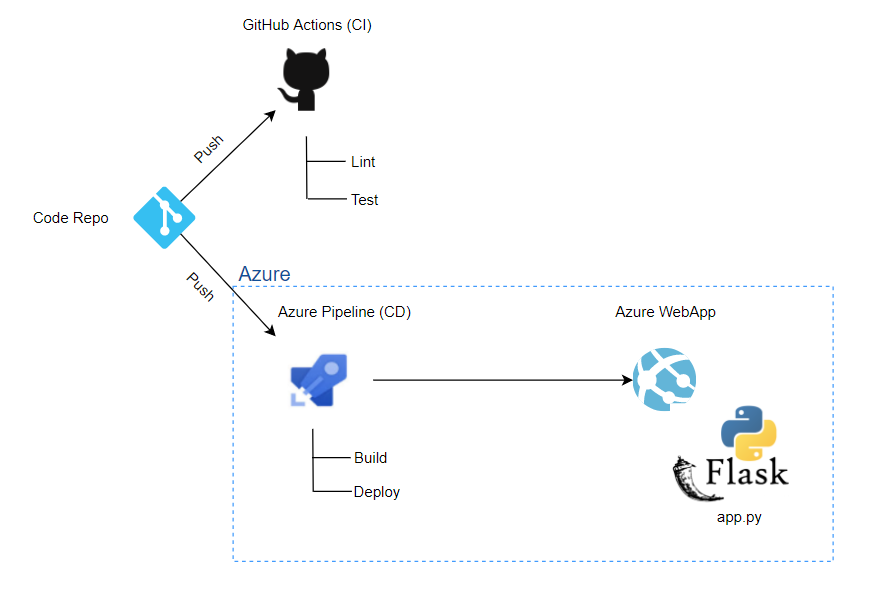 GitHub Actions (CI)
Push
Lint
Test
Code Repo
Push
Azure
Azure Pipeline (CD)
Azure WebApp
Build
Deploy
Flask
app.py